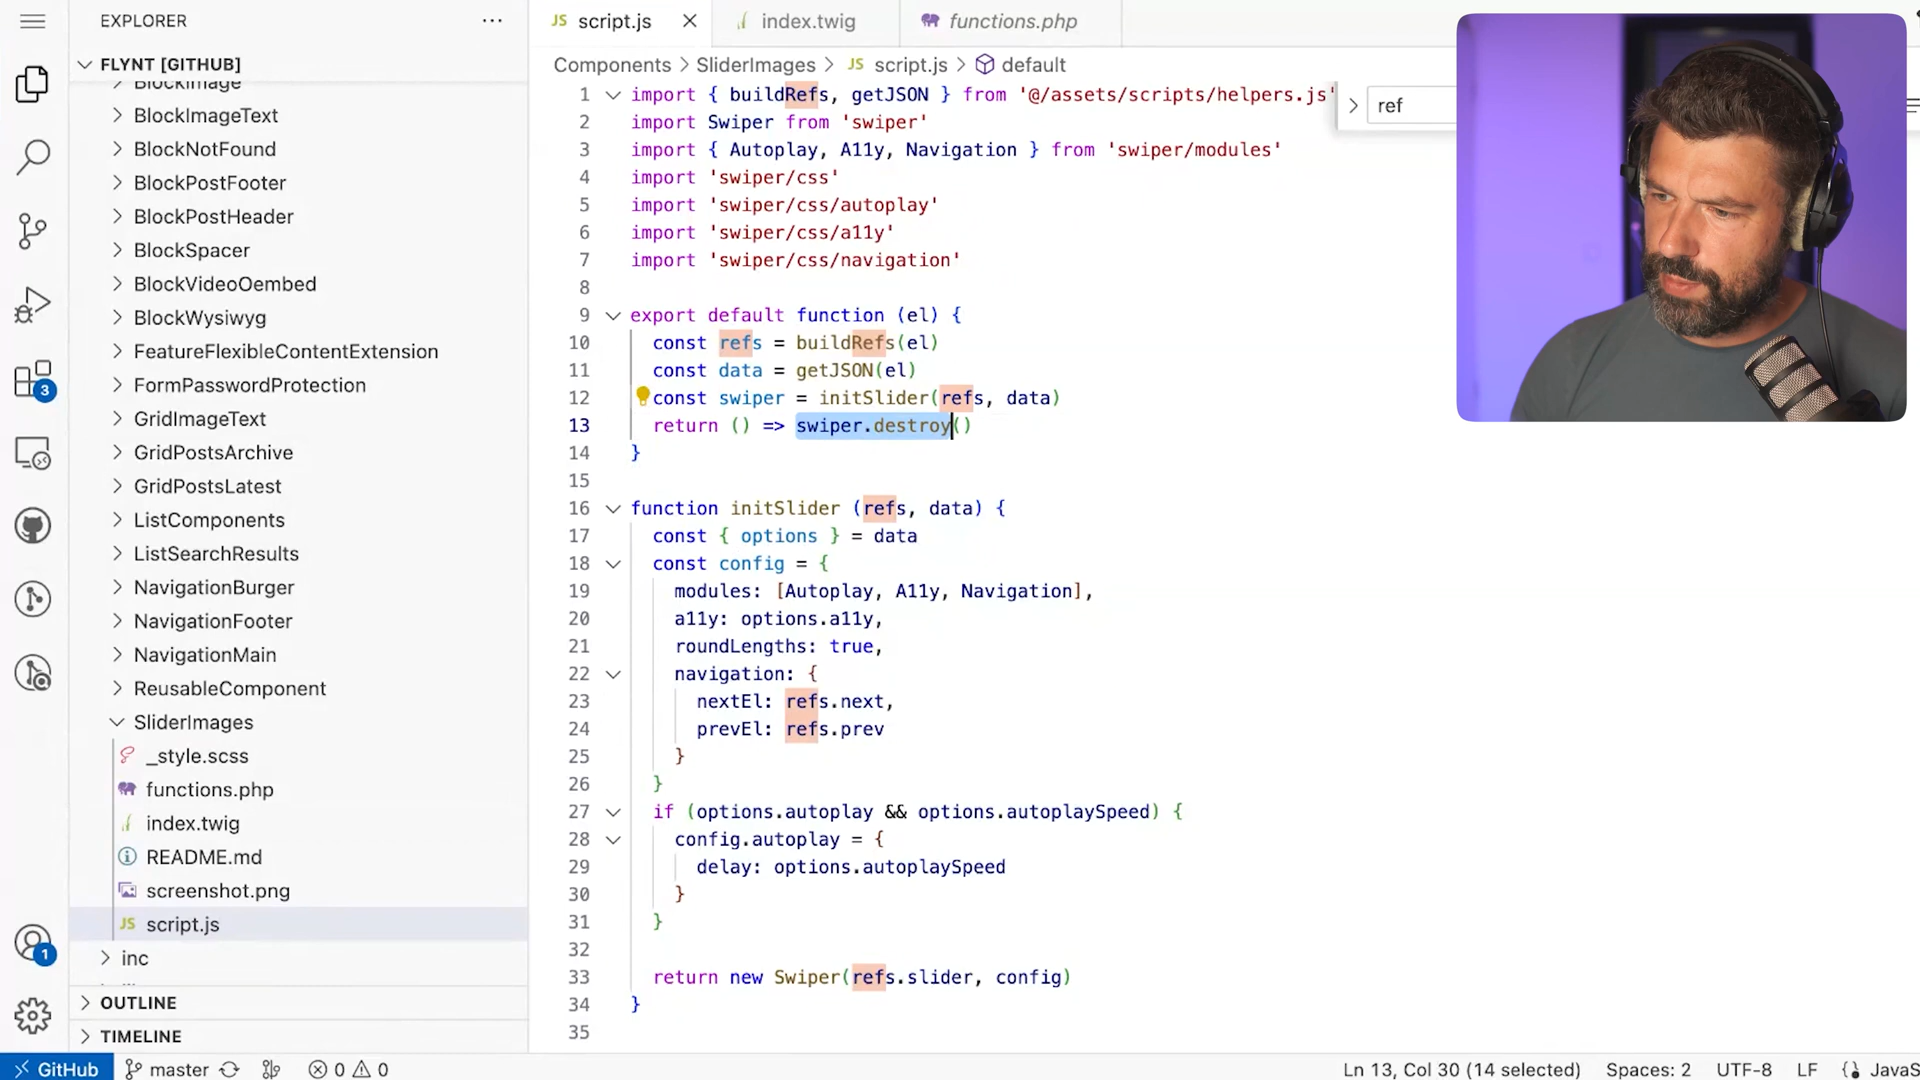 EXPLORER
FLYNT [GITHUB]
BlockImage
BlockImageText
BlockNotFound
BlockPostFooter
BlockPostHeader
BlockSpacer
BlockVideoOembed
BlockWysiwyg
FeatureFlexibleContentExtension
FormPasswordProtection
GridImageText
GridPostsArchive
GridPostsLatest
ListComponents
ListSearchResults
NavigationBurger
NavigationFooter
NavigationMain
ReusableComponent
SliderImages
_style.scss
functions.php
index.twig
README.md
screenshot.png
JS script.js
inc
OUTLINE
TIMELINE
3
1
JS script.js
index.twig
functions.php
Components > SliderImages > JS script.js > default
ref
1 import { buildRefs, getJSON } from '@/assets/scripts/helpers.js'
2 import Swiper from 'swiper'
3 import { Autoplay, A11y, Navigation } from 'swiper/modules'
4 import 'swiper/css'
5 import 'swiper/css/autoplay'
6 import 'swiper/css/a11y'
7 import 'swiper/css/navigation'
8
9 export default function (el) {
10 const refs = buildRefs(el)
11 const data = getJSON(el)
12 const swiper = initSlider(refs, data)
13 return () => swiper.destroy()
14 }
15
16 function initSlider (refs, data) {
17 const { options } = data
18 const config = {
19 modules: [Autoplay, A11y, Navigation],
20 a11y: options.a11y,
21 roundLengths: true,
22 navigation: {
23 nextEl: refs.next,
24 prevEl: refs.prev
25 }
26 }
27 if (options.autoplay && options.autoplaySpeed) {
28 config.autoplay = {
29 delay: options.autoplaySpeed
30 }
31 }
32
33 return new Swiper(refs.slider, config)
34 }
35
GitHub master 0 0 Ln 13, Col 30 (14 selected) Spaces: 2 UTF-8 LF {} JavaS